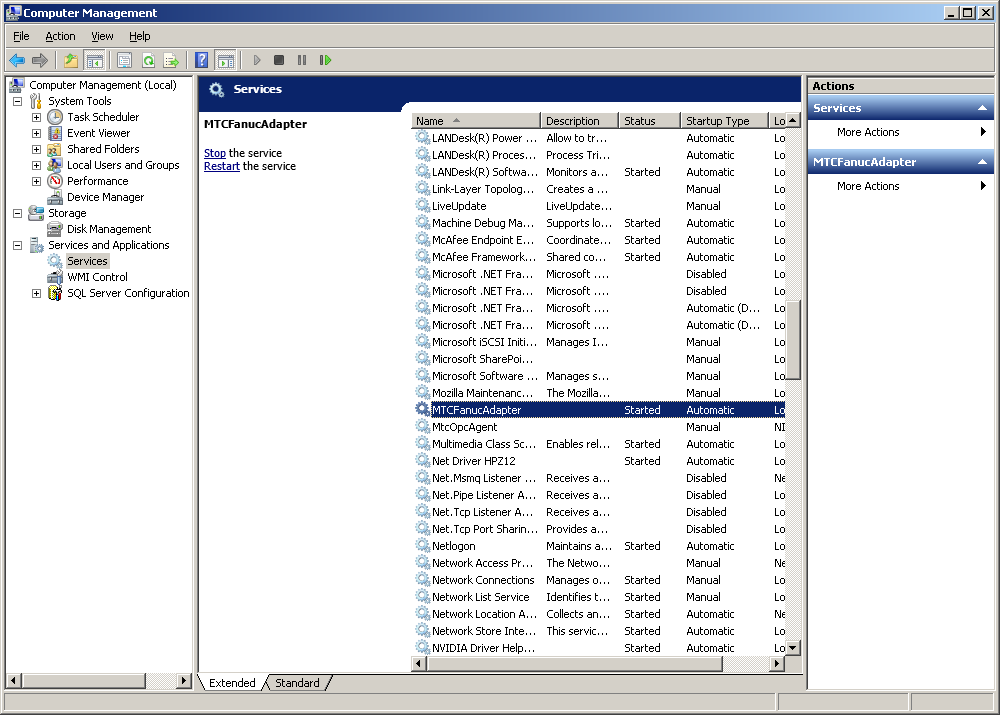 Computer Management
File Action View Help
Computer Management (Local)
System Tools
Task Scheduler
Event Viewer
Shared Folders
Local Users and Groups
Performance
Device Manager
Storage
Disk Management
Services and Applications
Services
WMI Control
SQL Server Configuration
Services
MTCFanucAdapter
Stop the service
Restart the service
Name Description Status Startup Type Lo
LANDesk(R) Power ... Allow to tr... Automatic Lo
LANDesk(R) Proces... Process Tri... Automatic Lo
LANDesk(R) Softwa... Monitors a... Started Automatic Lo
Link-Layer Topolog... Creates a ... Manual Lo
LiveUpdate LiveUpdate... Manual Lo
Machine Debug Ma... Supports lo... Started Automatic Lo
McAfee Endpoint E... Coordinate... Started Automatic Lo
McAfee Framework... Shared co... Started Automatic Lo
Microsoft .NET Fra... Microsoft .... Disabled Lo
Microsoft .NET Fra... Microsoft .... Disabled Lo
Microsoft .NET Fra... Microsoft .... Automatic (D... Lo
Microsoft .NET Fra... Microsoft .... Automatic (D... Lo
Microsoft iSCSI Initi... Manages I... Manual Lo
Microsoft SharePoi... Manual Lo
Microsoft Software ... Manages s... Manual Lo
Mozilla Maintenanc... The Mozilla... Manual Lo
MTCFanucAdapter Started Automatic Lo
MtcOpcAgent Manual NI
Multimedia Class Sc... Enables rel... Started Automatic Lo
Net Driver HPZ12 Started Automatic Lo
Net.Msmq Listener ... Receives a... Disabled Ne
Net.Pipe Listener A... Receives a... Disabled Lo
Net.Tcp Listener A... Receives a... Disabled Lo
Net.Tcp Port Sharin... Provides a... Disabled Lo
Netlogon Maintains a... Started Automatic Lo
Network Access Pr... The Netwo... Manual Ne
Network Connections Manages o... Started Manual Lo
Network List Service Identifies t... Started Manual Lo
Network Location A... Collects an... Started Automatic Ne
Network Store Inte... This servic... Started Automatic Lo
NVIDIA Driver Help... Started Automatic Lo
Extended Standard
Actions
Services
More Actions
MTCFanucAdapter
More Actions